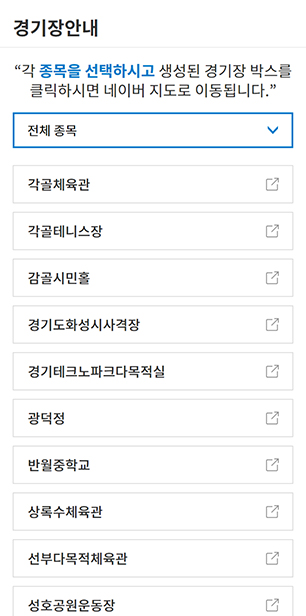 경기장안내
“각 종목을 선택하시고 생성된 경기장 박스를
클릭하시면 네이버 지도로 이동됩니다.”
전체 종목
각골체육관
각골테니스장
감골시민홀
경기도화성시사격장
경기테크노파크다목적실
광덕정
반월중학교
상록수체육관
선부다목적체육관
성호공원운동장